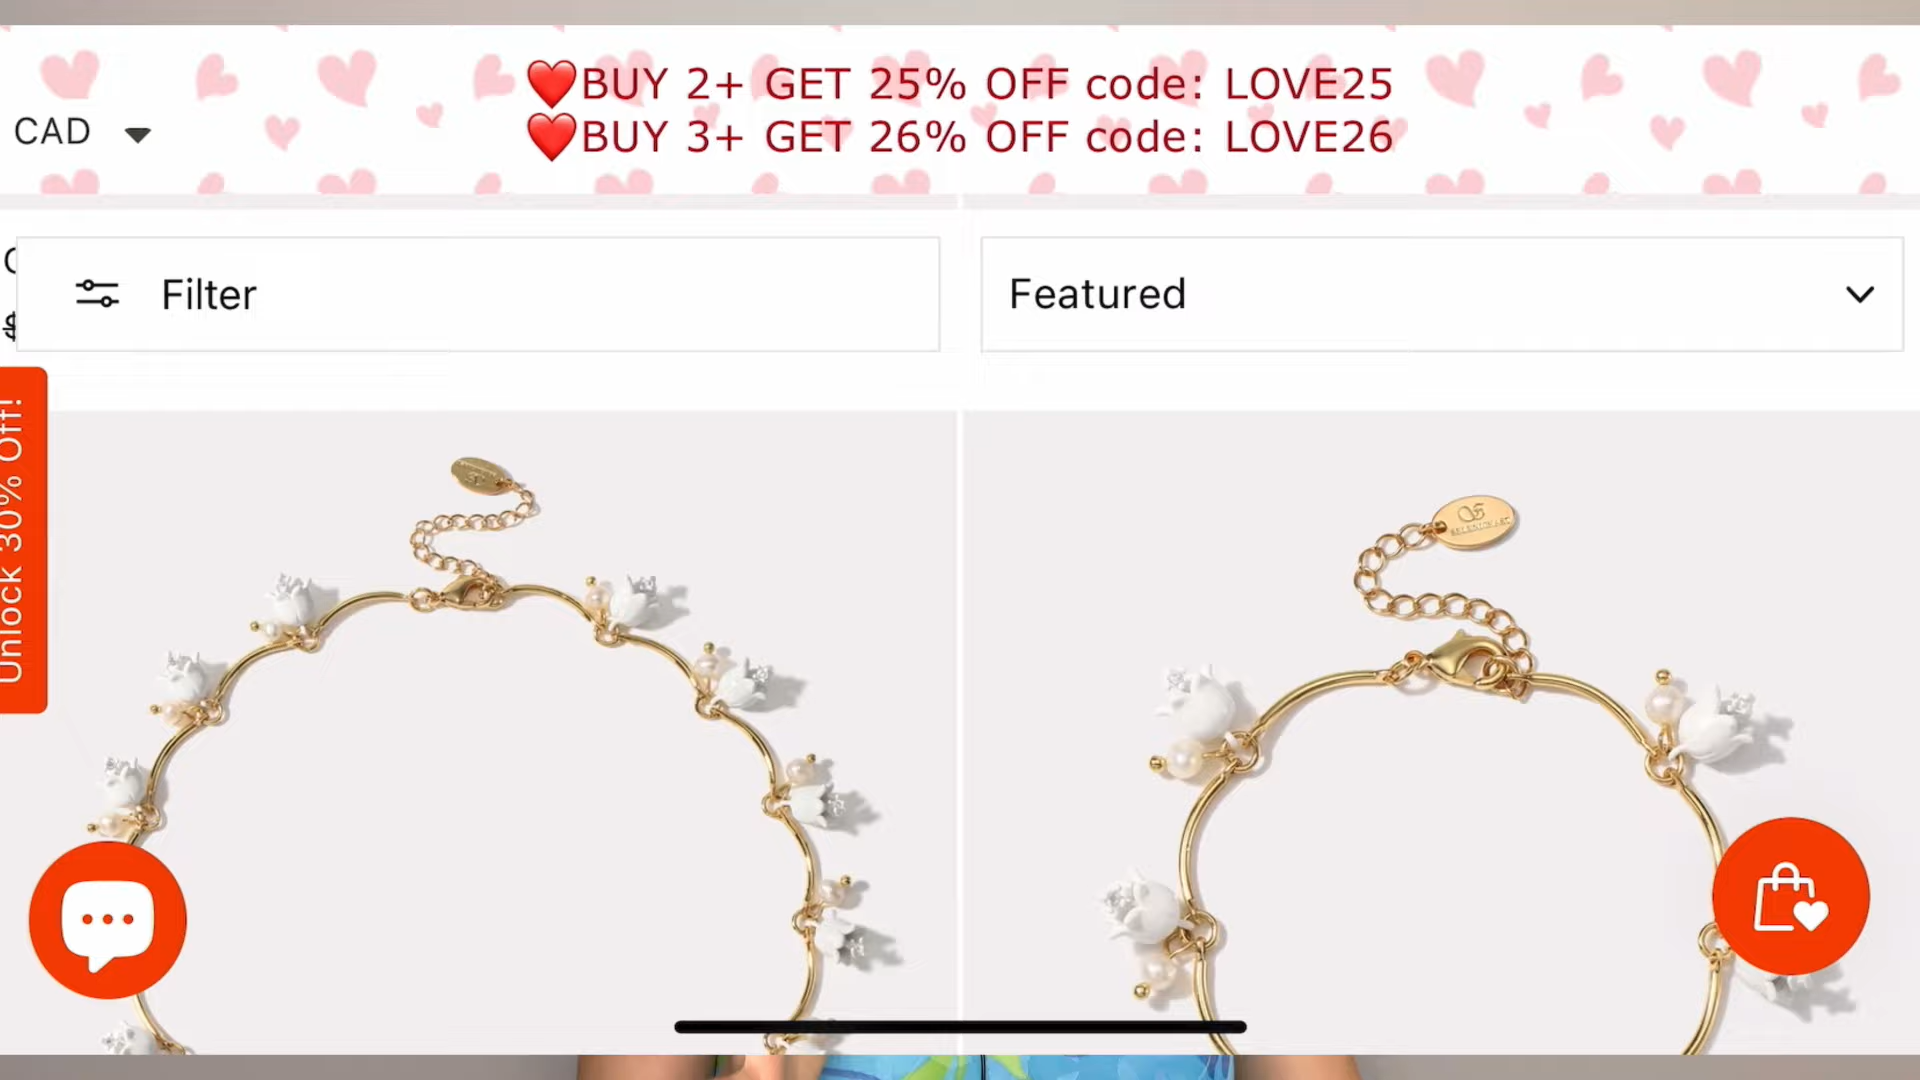 ❤️BUY 2+ GET 25% OFF code: LOVE25
❤️BUY 3+ GET 26% OFF code: LOVE26
CAD
Filter
Featured
Unlock 30% Off!